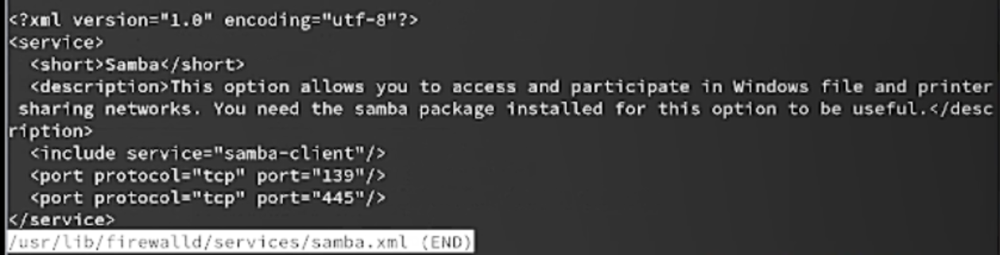 <?xml version="1.0" encoding="utf-8"?>
<service>
  <short>Samba</short>
  <description>This option allows you to access and participate in Windows file and printer
 sharing networks. You need the samba package installed for this option to be useful.</desc
ription>
  <include service="samba-client"/>
  <port protocol="tcp" port="139"/>
  <port protocol="tcp" port="445"/>
</service>
/usr/lib/firewalld/services/samba.xml (END)